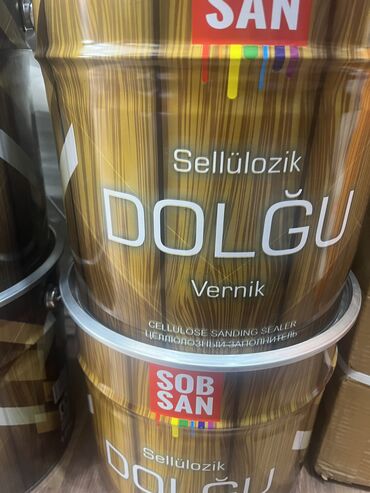 SAN
Sellülozik
DOLĞU
Vernik
CELLULOSE SANDING SEALER
ЦЕЛЛЮЛОЗНЫЙ ЗАПОЛНИТЕЛЬ
SOB
SAN
Sellülozik
DOLĞU